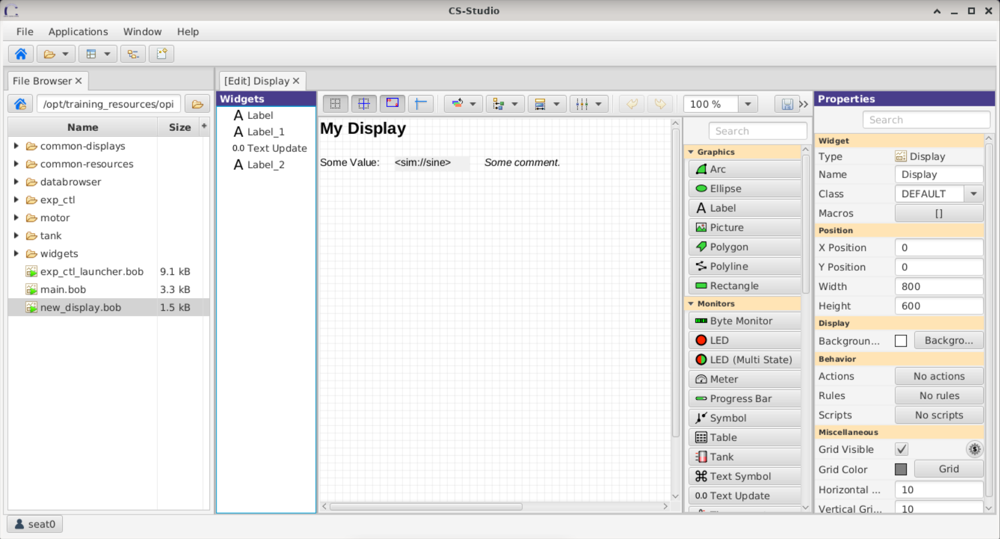 CS-Studio
File Applications Window Help
File Browser
/opt/training_resources/opi
Name Size +
common-displays
common-resources
databrowser
exp_ctl
motor
tank
widgets
exp_ctl_launcher.bob 9.1 kB
main.bob 3.3 kB
new_display.bob 1.5 kB
[Edit] Display
Widgets
A Label
A Label_1
0.0 Text Update
A Label_2
100 %
My Display
Some Value: <sim://sine> Some comment.
Search
Graphics
Arc
Ellipse
A Label
Picture
Polygon
Polyline
Rectangle
Monitors
Byte Monitor
LED
LED (Multi State)
Meter
Progress Bar
Symbol
Table
Tank
Text Symbol
0.0 Text Update
Properties
Search
Widget
Type Display
Name Display
Class DEFAULT
Macros []
Position
X Position 0
Y Position 0
Width 800
Height 600
Display
Backgroun... Backgro...
Behavior
Actions No actions
Rules No rules
Scripts No scripts
Miscellaneous
Grid Visible
Grid Color Grid
Horizontal ... 10
Vertical Gri... 10
seat0